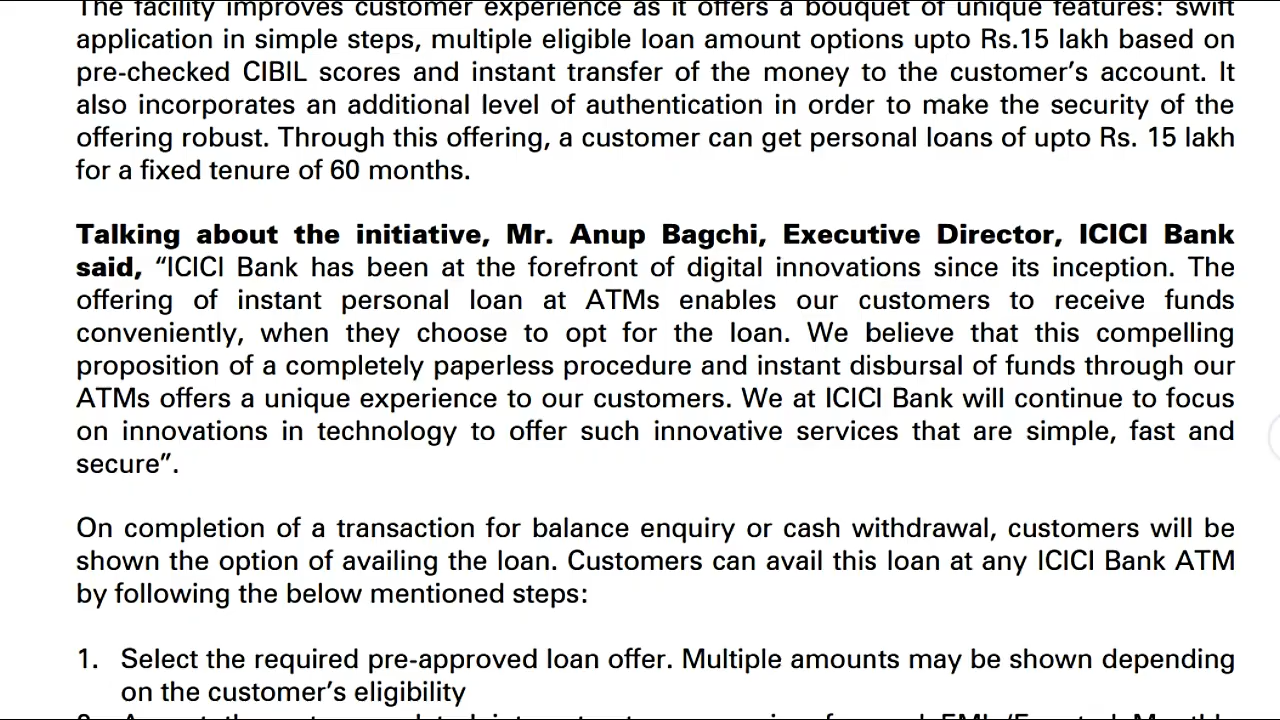 The facility improves customer experience as it offers a bouquet of unique features: swift
application in simple steps, multiple eligible loan amount options upto Rs.15 lakh based on
pre-checked CIBIL scores and instant transfer of the money to the customer’s account. It
also incorporates an additional level of authentication in order to make the security of the
offering robust. Through this offering, a customer can get personal loans of upto Rs. 15 lakh
for a fixed tenure of 60 months.
Talking about the initiative, Mr. Anup Bagchi, Executive Director, ICICI Bank
said, “ICICI Bank has been at the forefront of digital innovations since its inception. The
offering of instant personal loan at ATMs enables our customers to receive funds
conveniently, when they choose to opt for the loan. We believe that this compelling
proposition of a completely paperless procedure and instant disbursal of funds through our
ATMs offers a unique experience to our customers. We at ICICI Bank will continue to focus
on innovations in technology to offer such innovative services that are simple, fast and
secure”.
On completion of a transaction for balance enquiry or cash withdrawal, customers will be
shown the option of availing the loan. Customers can avail this loan at any ICICI Bank ATM
by following the below mentioned steps:
1. Select the required pre-approved loan offer. Multiple amounts may be shown depending
on the customer’s eligibility